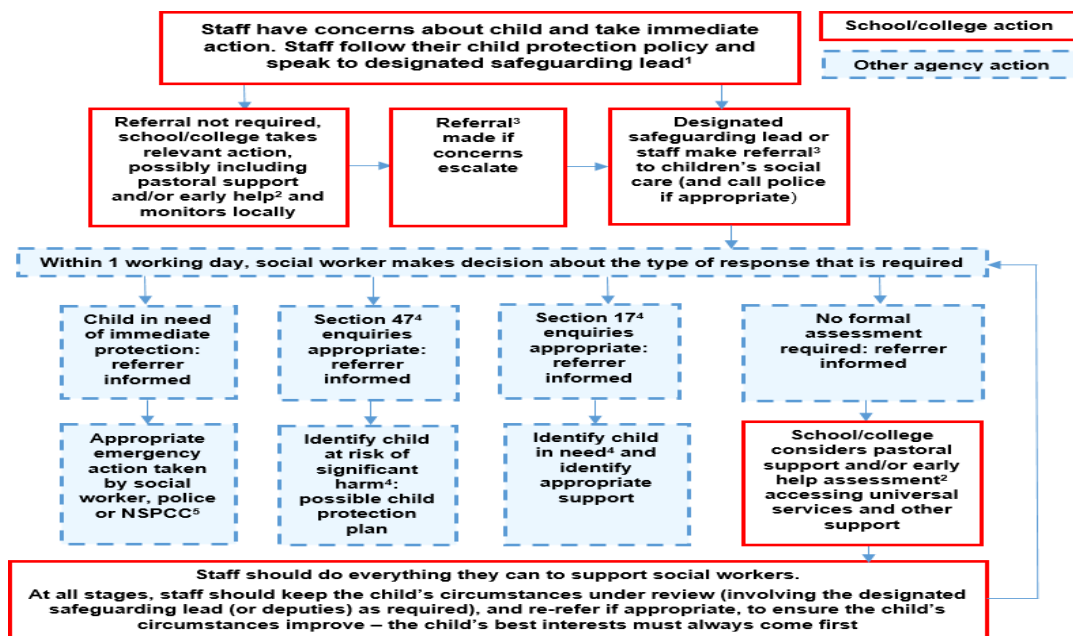 Staff have concerns about child and take immediate
action. Staff follow their child protection policy and
speak to designated safeguarding lead¹
School/college action
Other agency action
Referral not required,
school/college takes
relevant action,
possibly including
pastoral support
and/or early help² and
monitors locally
Referral³
made if
concerns
escalate
Designated
safeguarding lead or
staff make referral³
to children’s social
care (and call police
if appropriate)
Within 1 working day, social worker makes decision about the type of response that is required
Child in need
of immediate
protection:
referrer
informed
Section 47⁴
enquiries
appropriate:
referrer
informed
Section 17⁴
enquiries
appropriate:
referrer
informed
No formal
assessment
required: referrer
informed
Appropriate
emergency
action taken
by social
worker, police
or NSPCC⁵
Identify child
at risk of
significant
harm⁴:
possible child
protection
plan
Identify child
in need⁴ and
identify
appropriate
support
School/college
considers pastoral
support and/or early
help assessment²
accessing universal
services and other
support
Staff should do everything they can to support social workers.
At all stages, staff should keep the child’s circumstances under review (involving the designated
safeguarding lead (or deputies) as required), and re-refer if appropriate, to ensure the child’s
circumstances improve – the child’s best interests must always come first